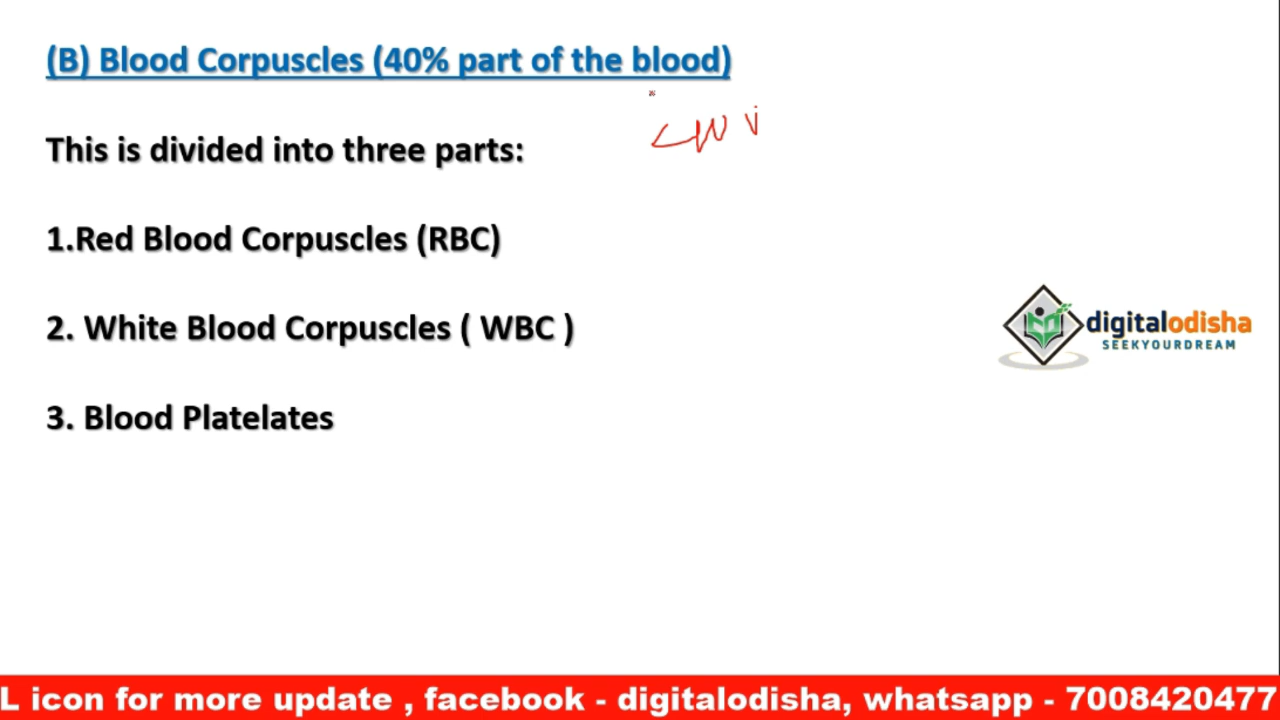 (B) Blood Corpuscles (40% part of the blood)
This is divided into three parts:
1.Red Blood Corpuscles (RBC)
2. White Blood Corpuscles ( WBC )
3. Blood Platelates
digitalodisha
SEEKYOURDREAM
L icon for more update , facebook - digitalodisha, whatsapp - 7008420477